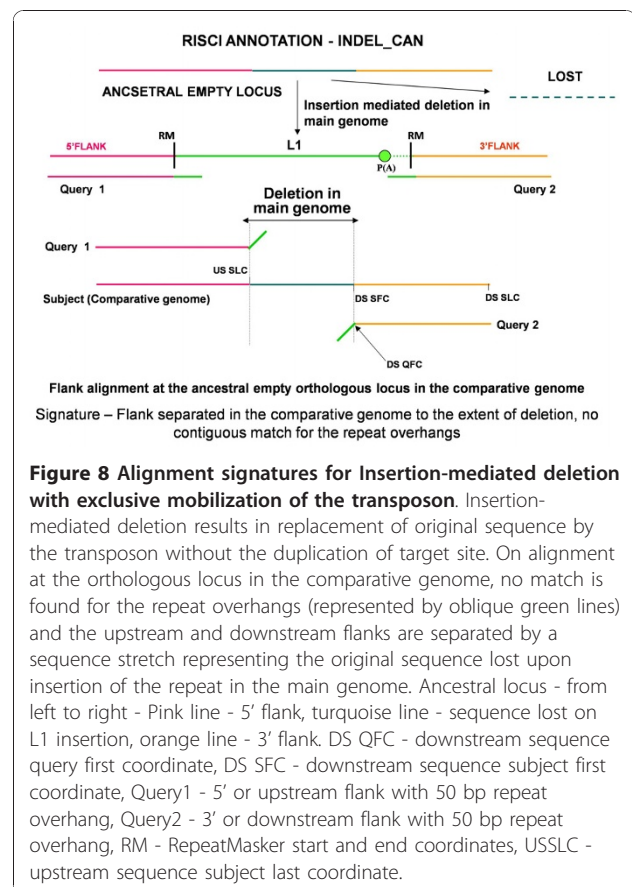 RISCI ANNOTATION - INDEL_CAN
LOST
ANCSETRAL EMPTY LOCUS
Insertion mediated deletion in
main genome
RM
L1
RM
5'FLANK
3'FLANK
P(A)
Query 1
Query 2
Deletion in
main genome
Query 1
US SLC
Subject (Comparative genome)
DS SFC
DS SLC
Query 2
DS QFC
Flank alignment at the ancestral empty orthologous locus in the comparative genome
Signature – Flank separated in the comparative genome to the extent of deletion, no
contiguous match for the repeat overhangs
Figure 8 Alignment signatures for Insertion-mediated deletion
with exclusive mobilization of the transposon. Insertion-
mediated deletion results in replacement of original sequence by
the transposon without the duplication of target site. On alignment
at the orthologous locus in the comparative genome, no match is
found for the repeat overhangs (represented by oblique green lines)
and the upstream and downstream flanks are separated by a
sequence stretch representing the original sequence lost upon
insertion of the repeat in the main genome. Ancestral locus - from
left to right - Pink line - 5' flank, turquoise line - sequence lost on
L1 insertion, orange line - 3' flank. DS QFC - downstream sequence
query first coordinate, DS SFC - downstream sequence subject first
coordinate, Query1 - 5' or upstream flank with 50 bp repeat
overhang, Query2 - 3' or downstream flank with 50 bp repeat
overhang, RM - RepeatMasker start and end coordinates, USSLC -
upstream sequence subject last coordinate.